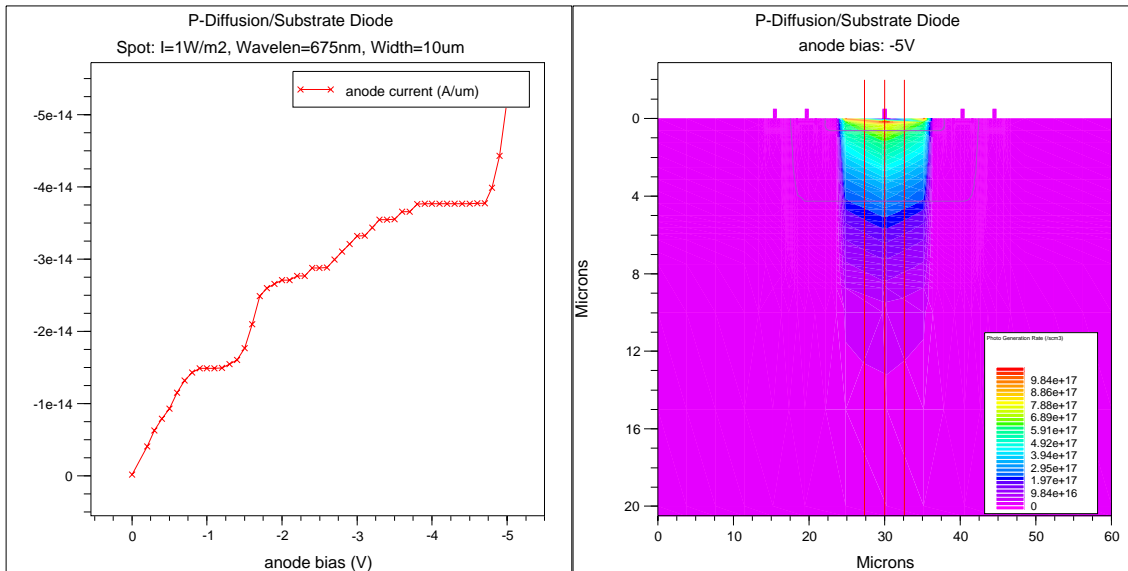 P-Diffusion/Substrate Diode
Spot: I=1W/m2, Wavelen=675nm, Width=10um
anode current (A/um)
-5e-14
-4e-14
-3e-14
-2e-14
-1e-14
0
0 -1 -2 -3 -4 -5
anode bias (V)
P-Diffusion/Substrate Diode
anode bias: -5V
Microns
0
4
8
12
16
20
Photo Generation Rate (/scm3)
9.84e+17
8.86e+17
7.88e+17
6.89e+17
5.91e+17
4.92e+17
3.94e+17
2.95e+17
1.97e+17
9.84e+16
0
0 10 20 30 40 50 60
Microns